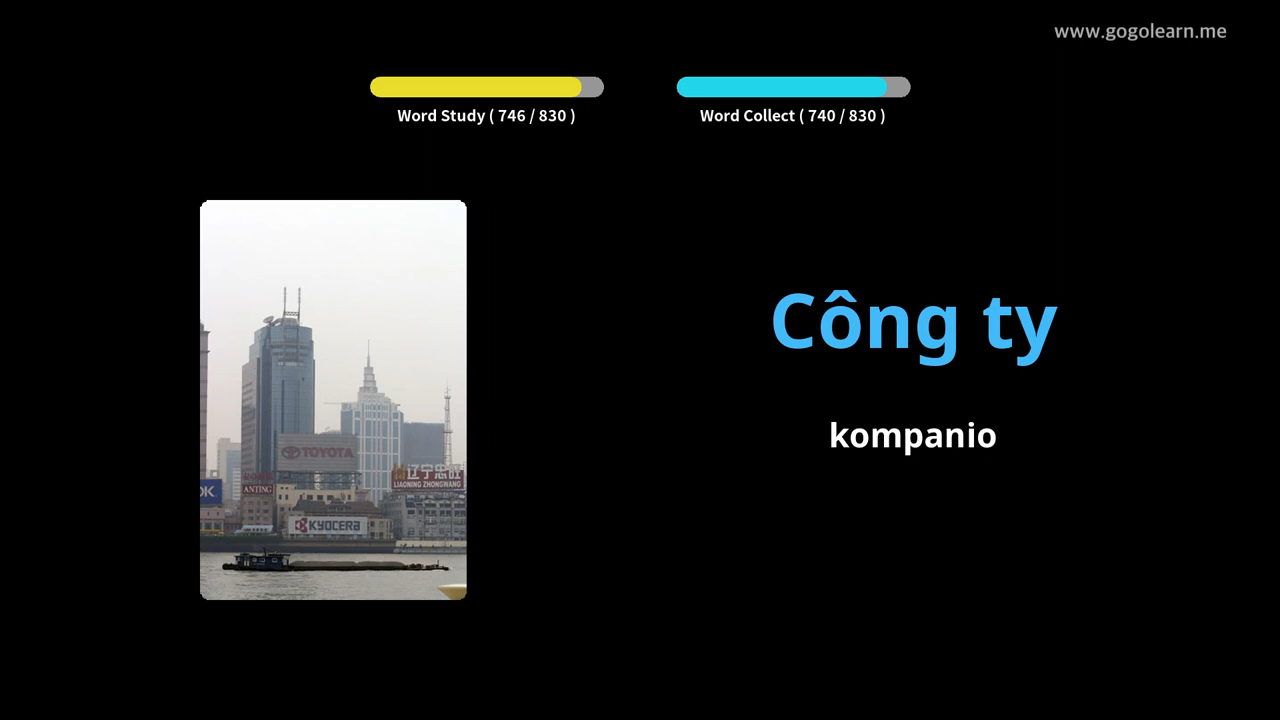 www.gogolearn.me
Word Study ( 746 / 830 )
Word Collect ( 740 / 830 )
Công ty
kompanio
TOYOTA
ANTING
辽宁忠旺
LIAONING ZHONGWANG
KYOCERA